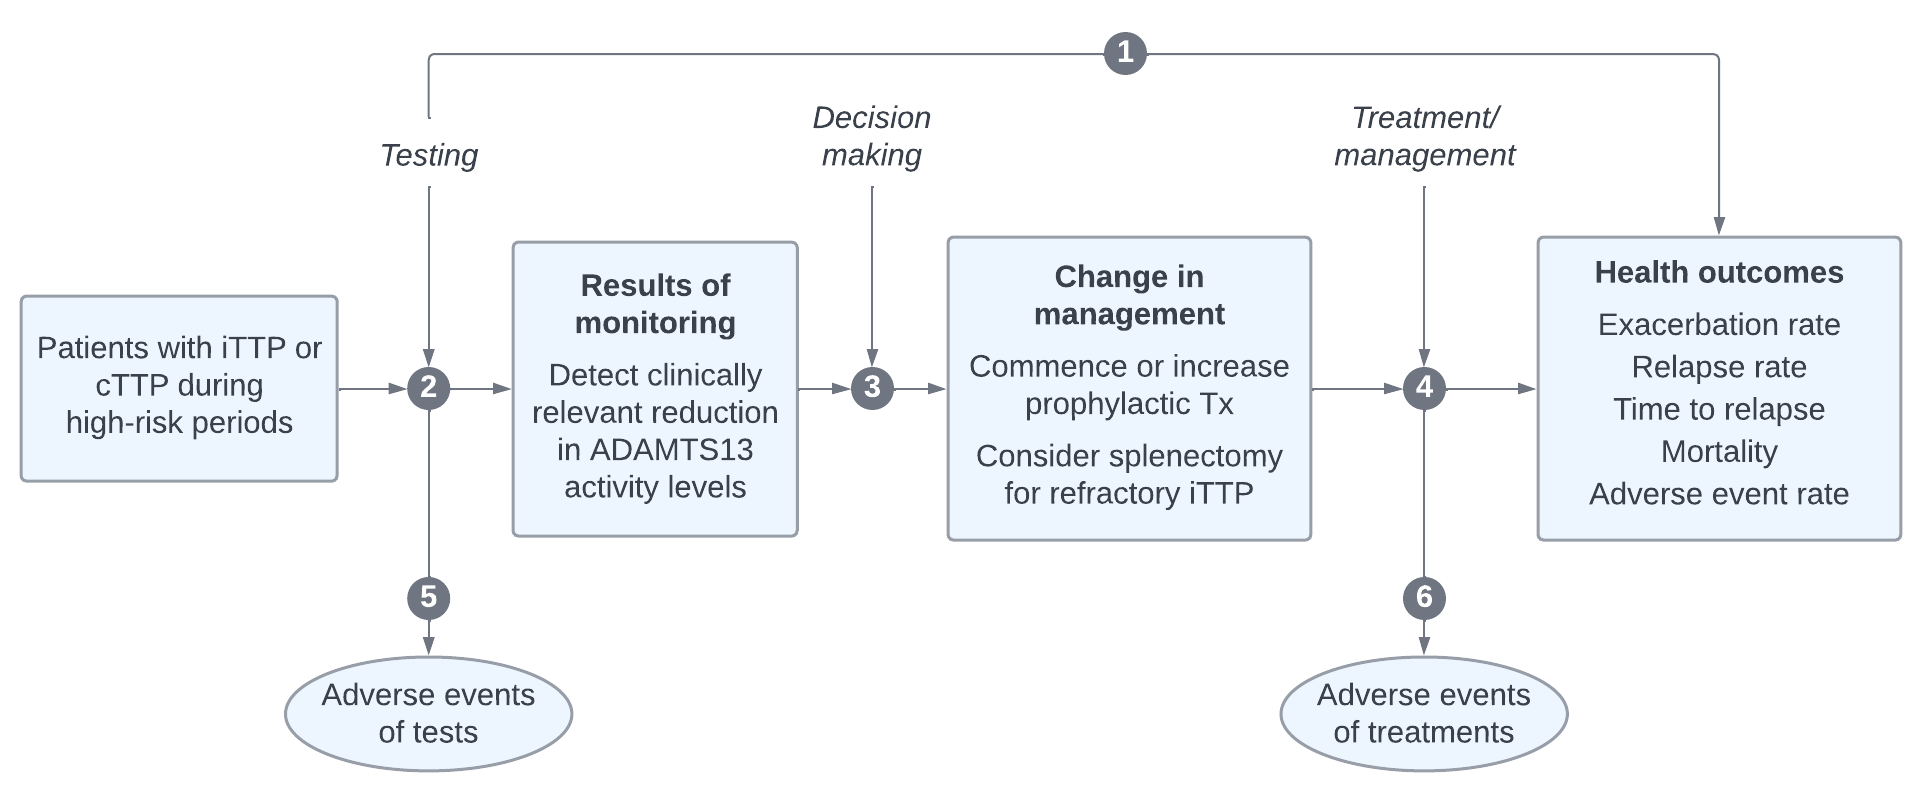 1
Testing
Decision
making
Treatment/
management
Patients with iTTP or
cTTP during
high-risk periods
2
Results of
monitoring
Detect clinically
relevant reduction
in ADAMTS13
activity levels
3
Change in
management
Commence or increase
prophylactic Tx
Consider splenectomy
for refractory iTTP
4
Health outcomes
Exacerbation rate
Relapse rate
Time to relapse
Mortality
Adverse event rate
5
Adverse events
of tests
6
Adverse events
of treatments